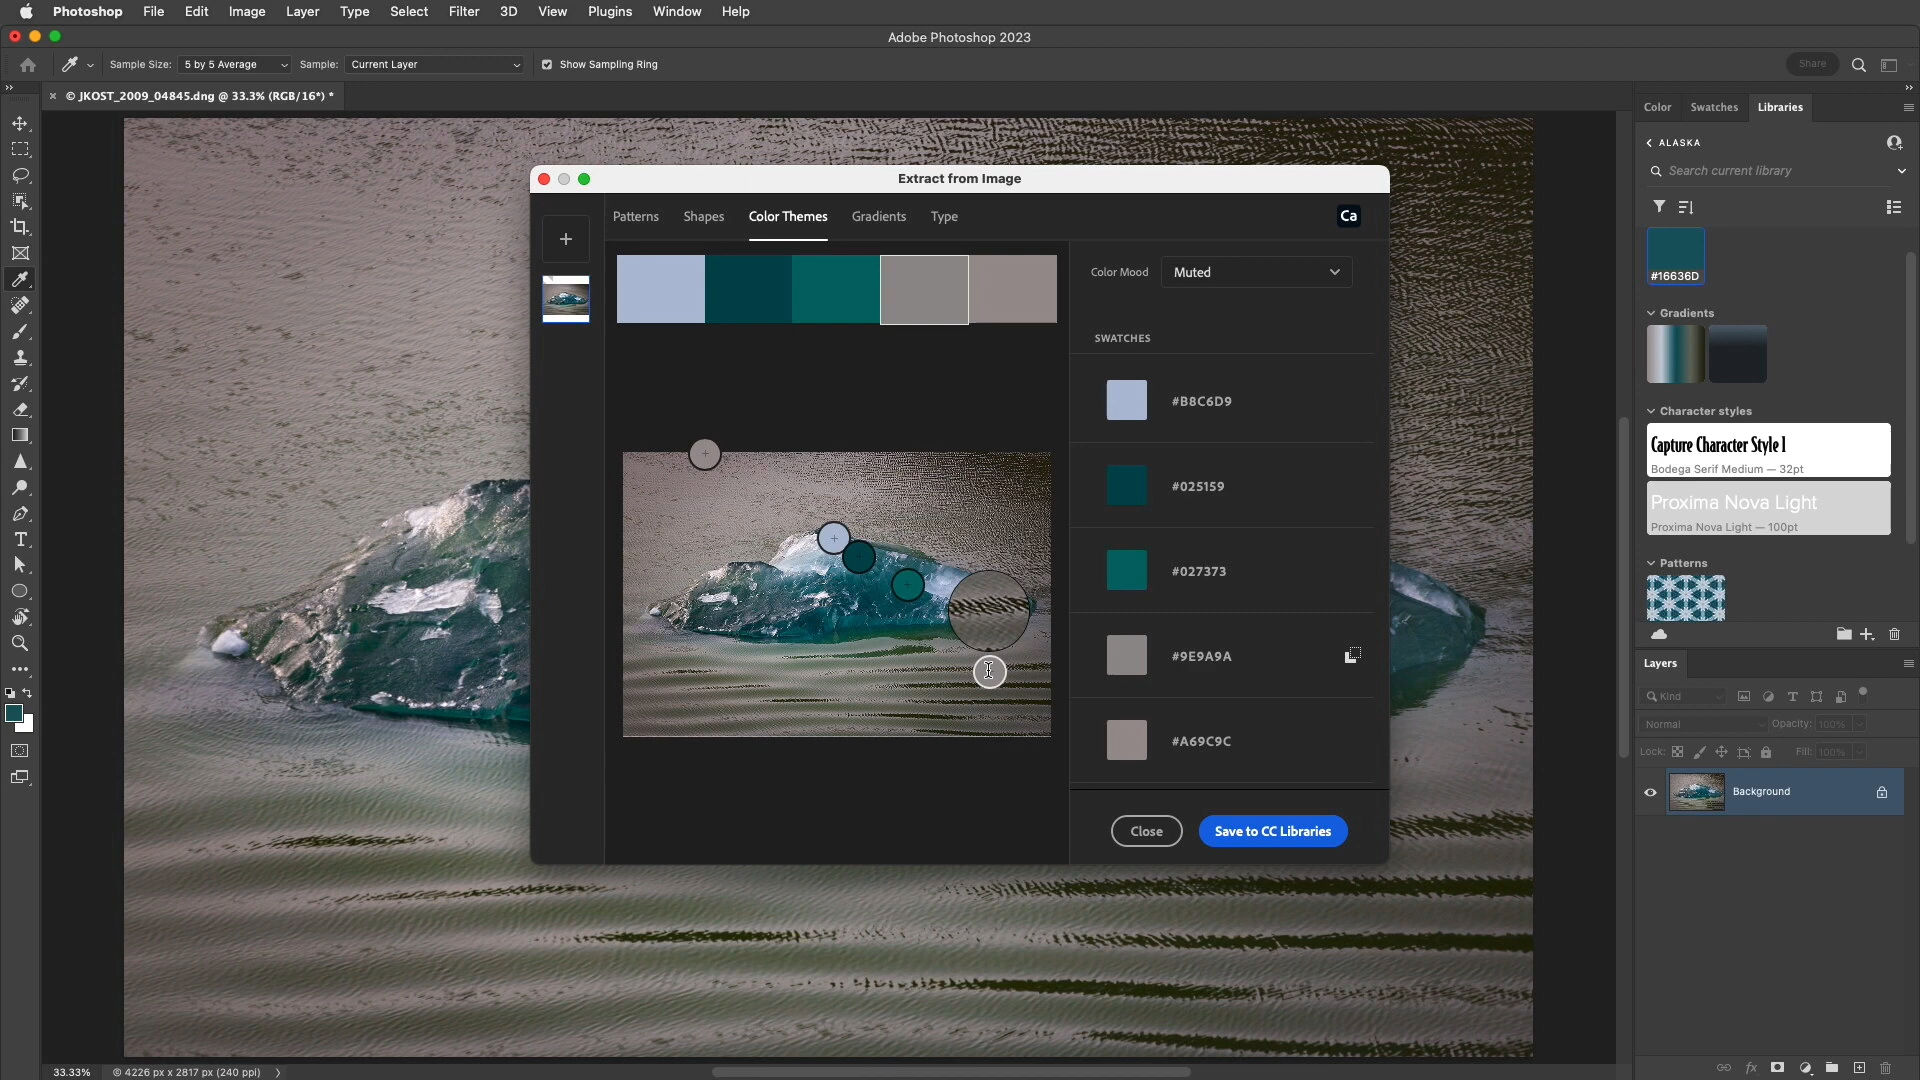 Photoshop File Edit Image Layer Type Select Filter 3D View Plugins Window Help
Adobe Photoshop 2023
Sample Size: 5 by 5 Average Sample: Current Layer Show Sampling Ring Share
© JKOST_2009_04845.dng @ 33.3% (RGB/16*) *
Extract from Image
Patterns Shapes Color Themes Gradients Type Ca
Color Mood Muted
SWATCHES
#B8C6D9
#025159
#027373
#9E9A9A
#A69C9C
Close Save to CC Libraries
Color Swatches Libraries
ALASKA
Search current library
#16636D
Gradients
Character styles
Capture Character Style 1
Bodega Serif Medium — 32pt
Proxima Nova Light
Proxima Nova Light — 100pt
Patterns
Layers
Kind
Normal Opacity: 100%
Lock: Fill: 100%
Background
33.33% © 4226 px x 2817 px (240 ppi)